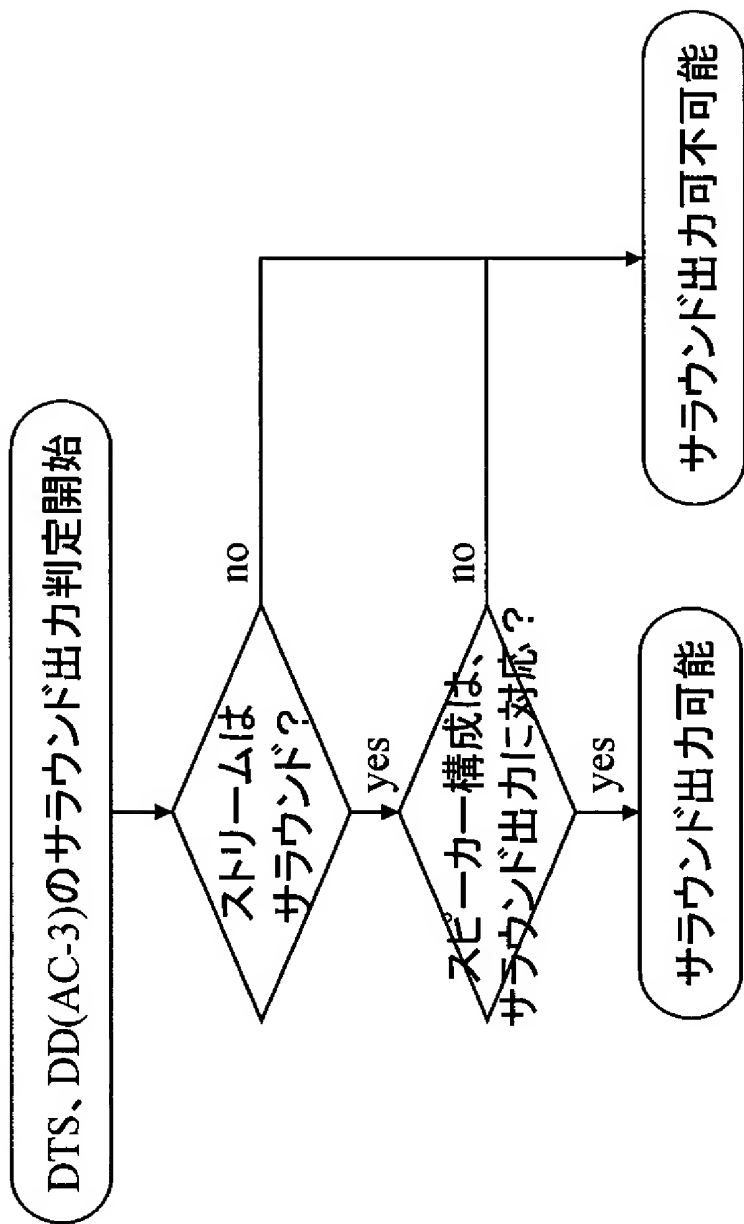 DTS、DD(AC-3)のサラウンド出力判定開始
ストリームは
サラウンド？
no
yes
スピーカー構成は、
サラウンド出力に対応？
no
yes
サラウンド出力可能
サラウンド出力可不可能